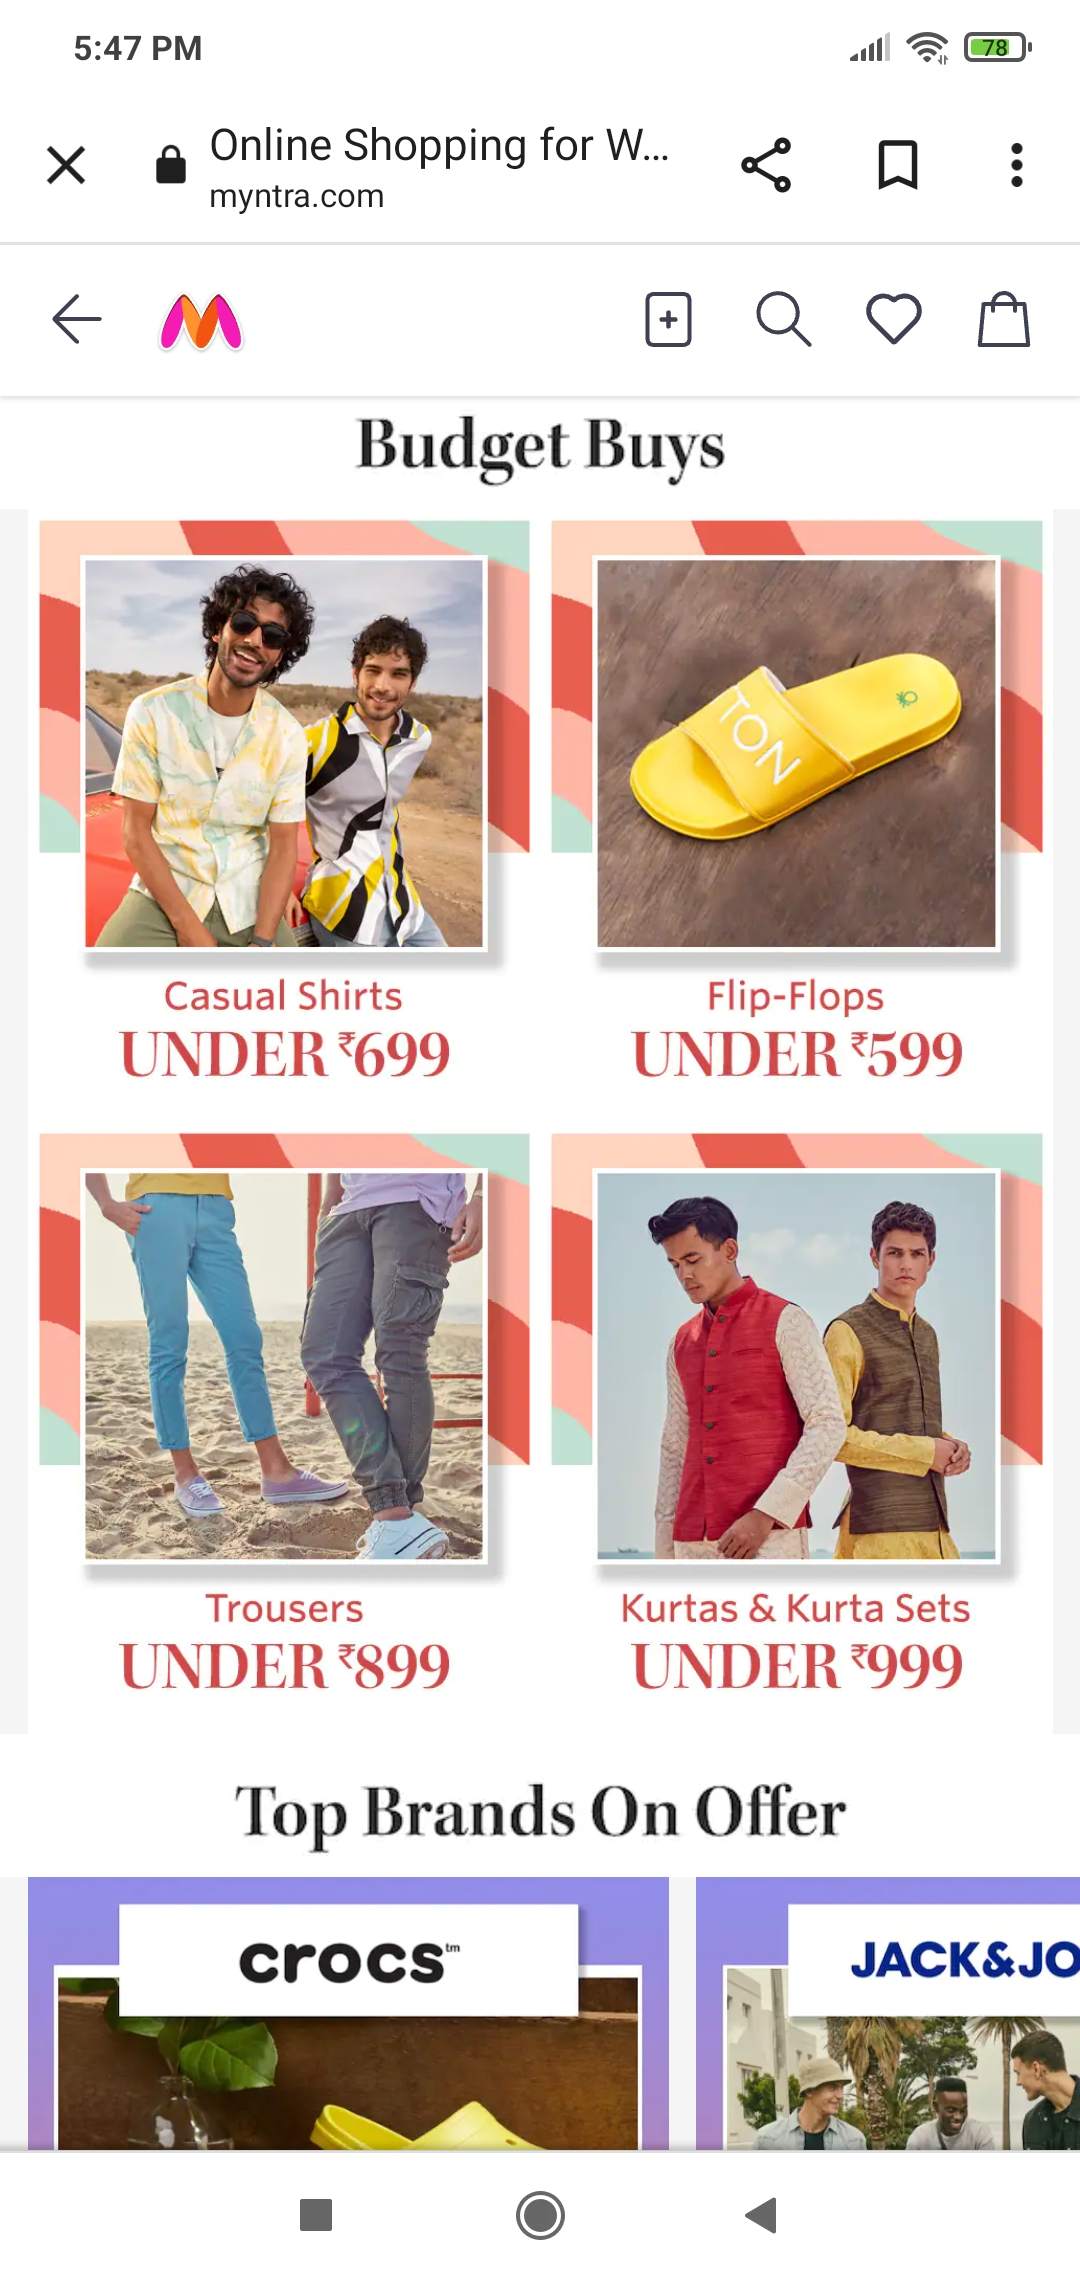 5:47 PM
78
Online Shopping for W...
myntra.com
Budget Buys
TON
Casual Shirts
UNDER ₹699
Flip-Flops
UNDER ₹599
Trousers
UNDER ₹899
Kurtas & Kurta Sets
UNDER ₹999
Top Brands On Offer
crocs™
JACK&JO